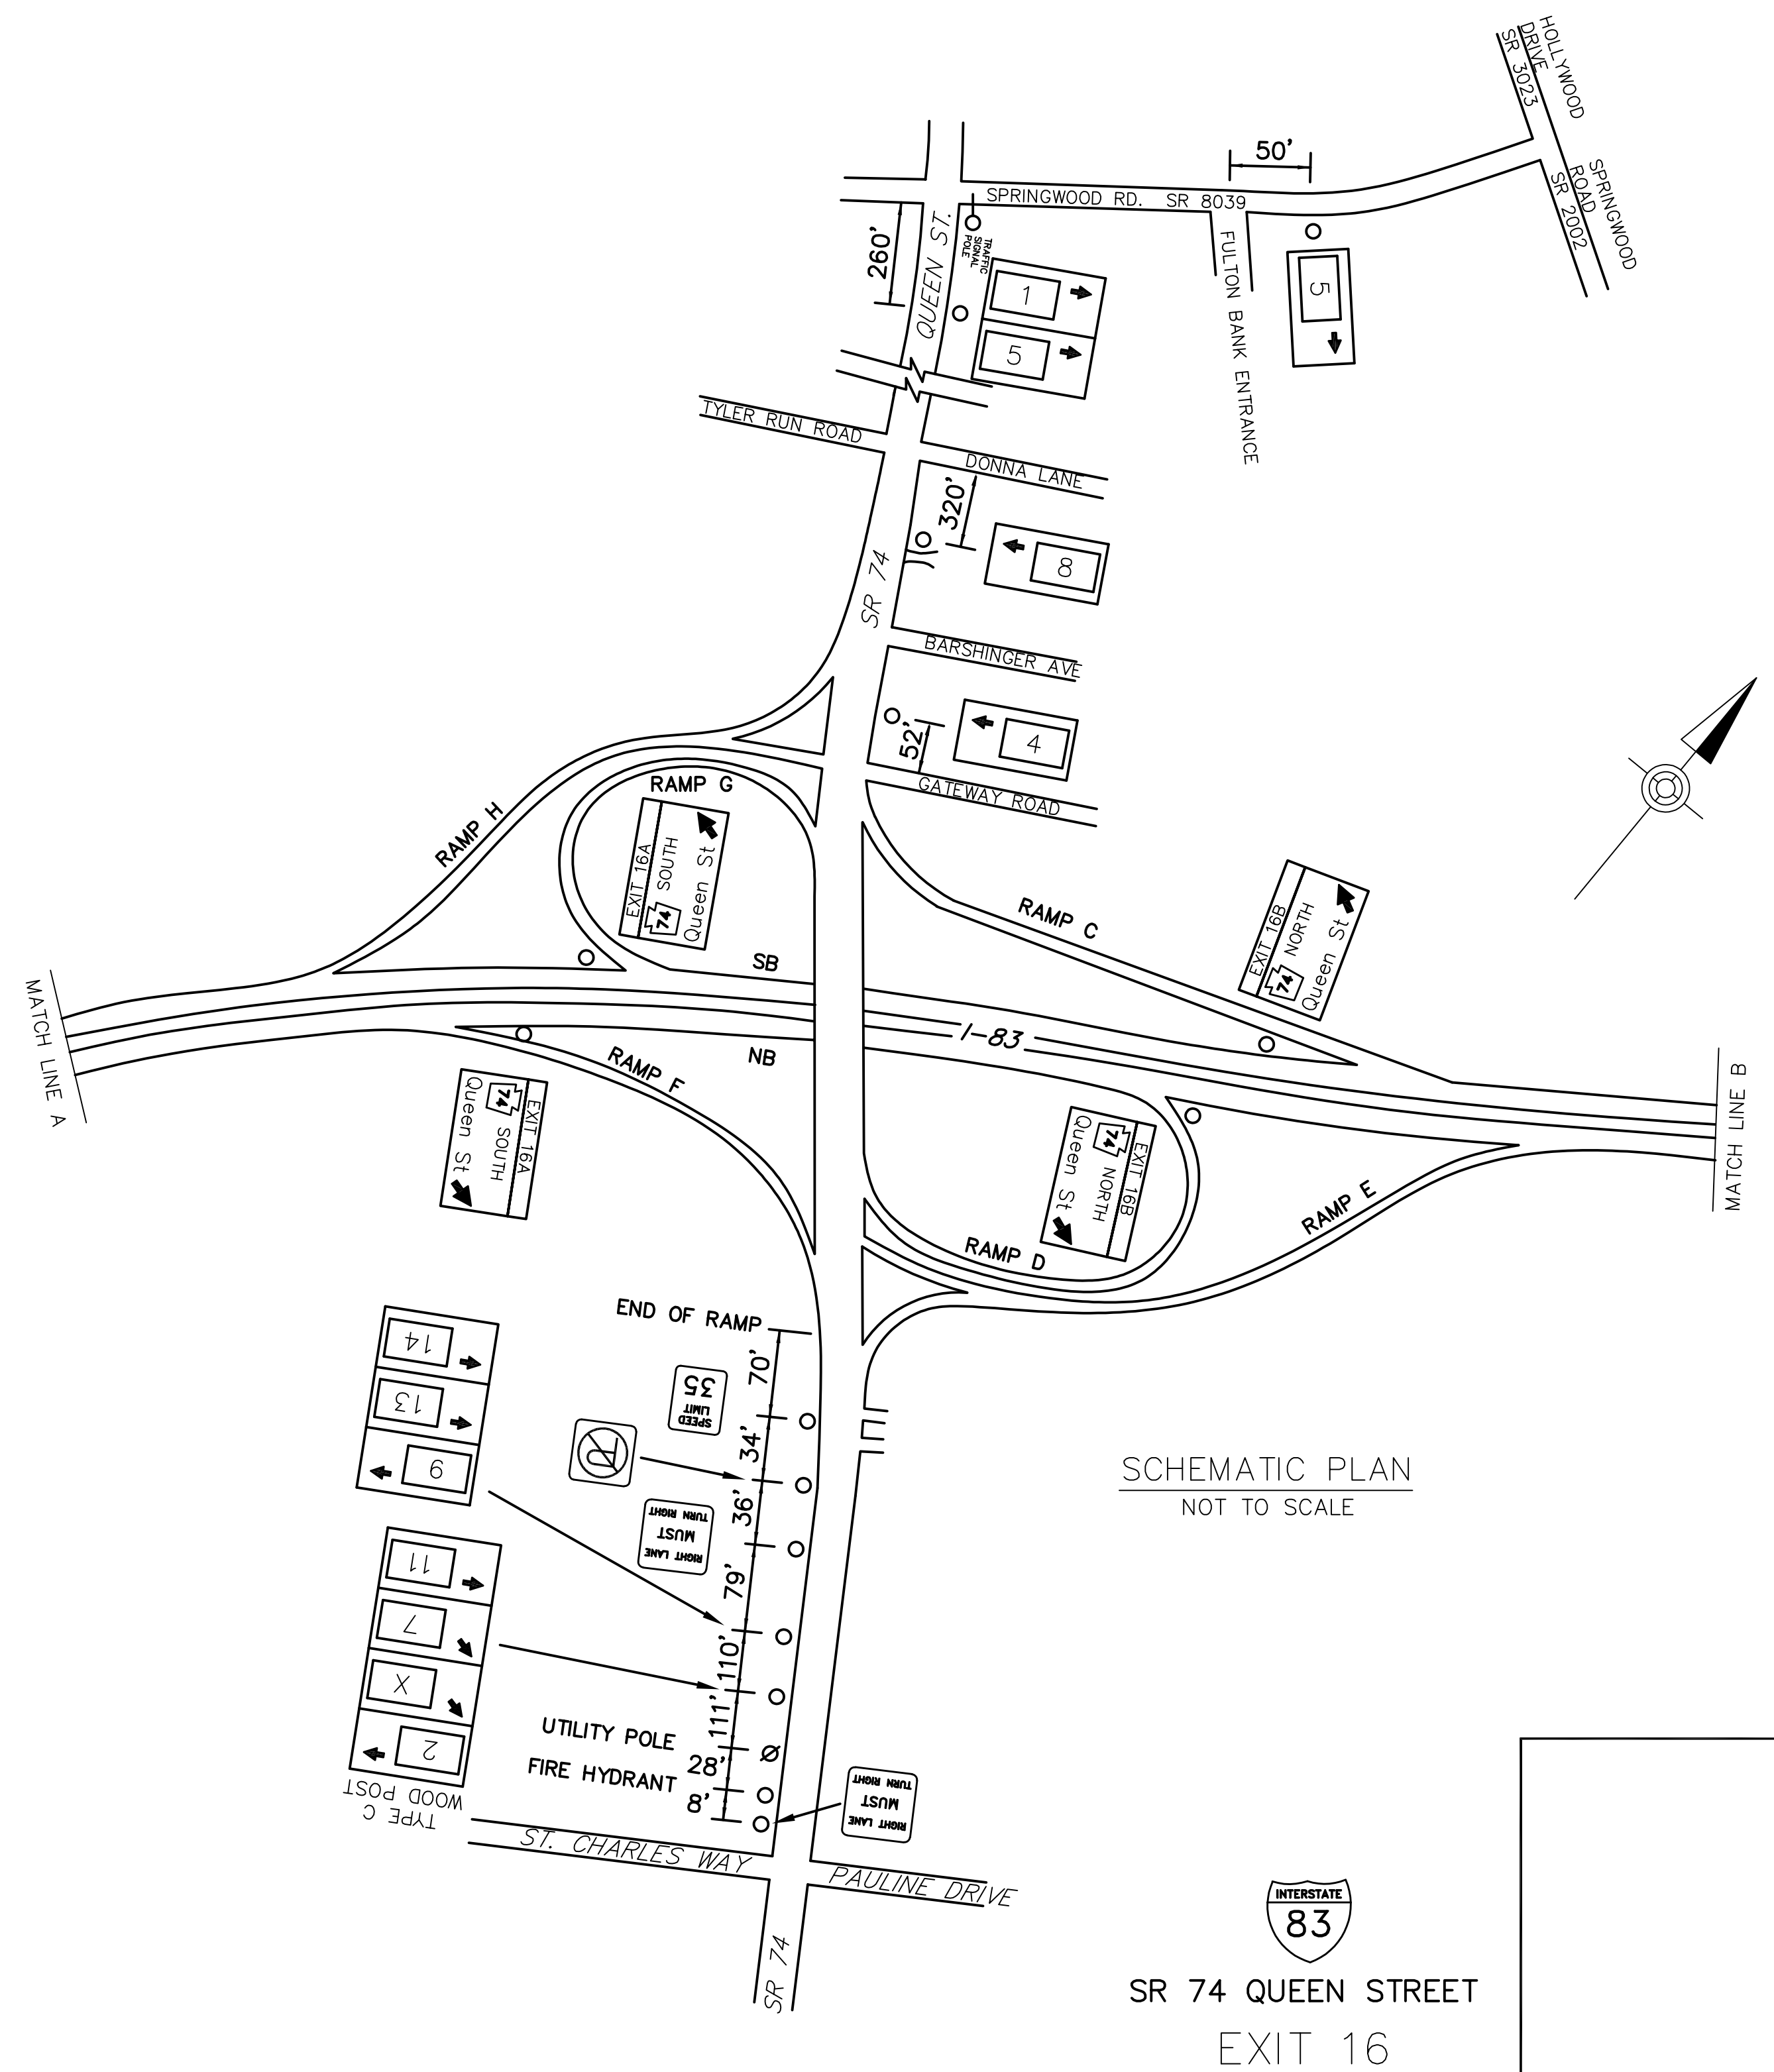 HOLLYWOOD
DRIVE
SR 3023
SPRINGWOOD
ROAD
SR 2002
50'
SPRINGWOOD RD. SR 8039
260'
QUEEN ST.
TRAFFIC
SIGNAL
POLE
1
5
FULTON BANK ENTRANCE
5
TYLER RUN ROAD
DONNA LANE
320'
8
SR 74
BARSHINGER AVE
52'
4
GATEWAY ROAD
RAMP H
RAMP G
EXIT 16A
74 SOUTH
Queen St
RAMP C
EXIT 16B
74 NORTH
Queen St
SB
MATCH LINE A
I-83
NB
RAMP F
EXIT 16A
74 SOUTH
Queen St
EXIT 16B
74 NORTH
Queen St
MATCH LINE B
RAMP E
RAMP D
END OF RAMP
70'
SPEED
LIMIT
35
34'
P
36'
RIGHT LANE
MUST
TURN RIGHT
79'
14
13
9
110'
11
7
X
2
TYPE C
WOOD POST
111'
UTILITY POLE
28'
FIRE HYDRANT
8'
RIGHT LANE
MUST
TURN RIGHT
ST. CHARLES WAY
PAULINE DRIVE
SR 74
SCHEMATIC PLAN
NOT TO SCALE
INTERSTATE
83
SR 74 QUEEN STREET
EXIT 16